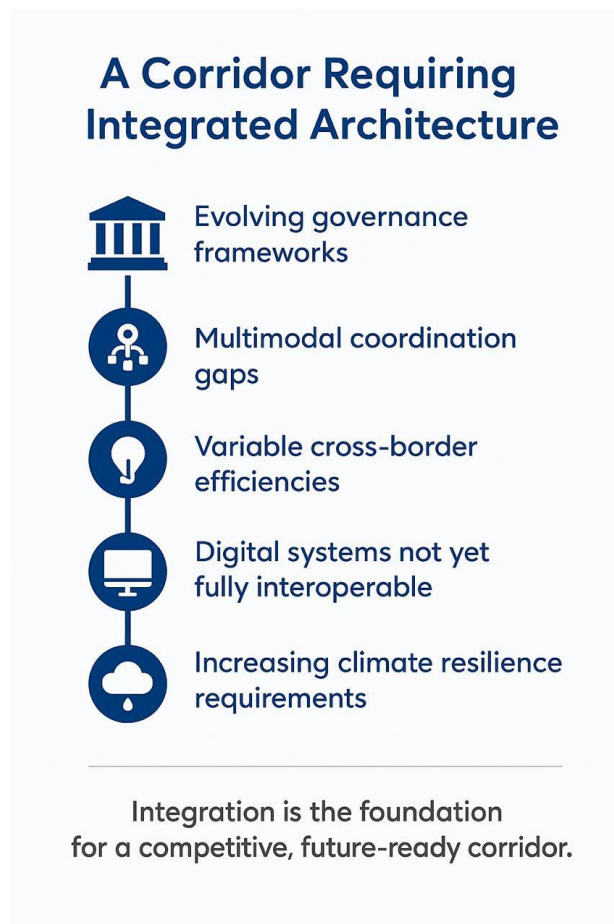 A Corridor Requiring
Integrated Architecture
Evolving governance
frameworks
Multimodal coordination
gaps
Variable cross-border
efficiencies
Digital systems not yet
fully interoperable
Increasing climate resilience
requirements
Integration is the foundation
for a competitive, future-ready corridor.